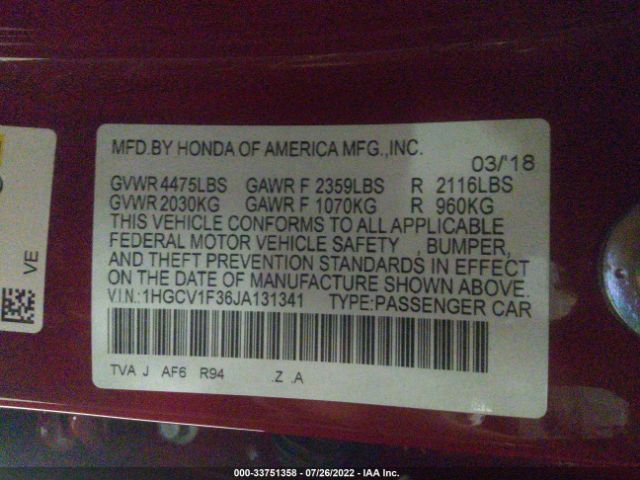 MFD.BY HONDA OF AMERICA MFG.,INC.
03/'18
GVWR 4475LBS GAWR F 2359LBS R 2116LBS
GVWR 2030KG GAWR F 1070KG R 960KG
THIS VEHICLE CONFORMS TO ALL APPLICABLE
FEDERAL MOTOR VEHICLE SAFETY , BUMPER,
AND THEFT PREVENTION STANDARDS IN EFFECT
ON THE DATE OF MANUFACTURE SHOWN ABOVE.
VIN.:1HGCV1F36JA131341 TYPE:PASSENGER CAR
TVA J AF6 R94 .Z .A
VE
000-33751358 - 07/26/2022 - IAA Inc.